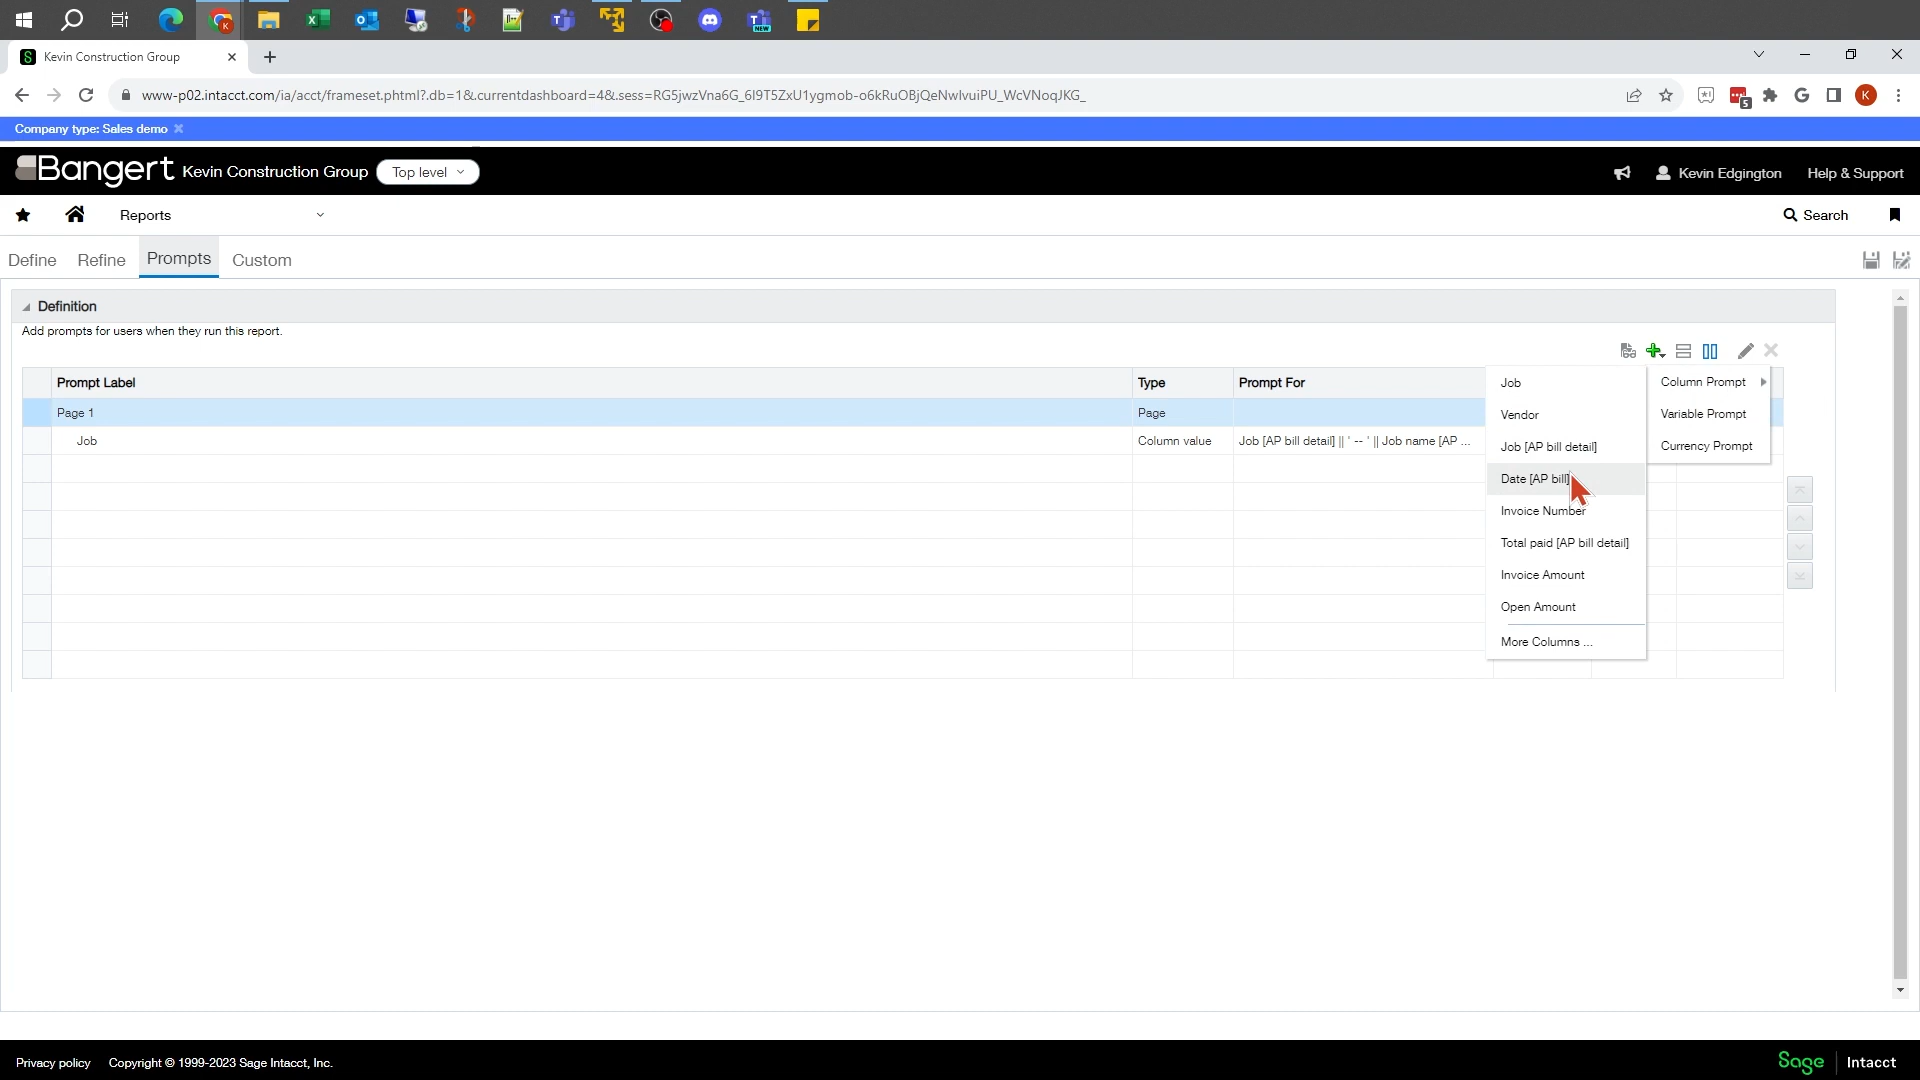 Kevin Construction Group
www-p02.intacct.com/ia/acct/frameset.phtml?.db=1&.currentdashboard=4&.sess=RG5jwzVna6G_6I9T5ZxU1ygmob-o6kRuOBjQeNwlvuiPU_WcVNoqJKG_
5
K
Company type: Sales demo
Bangert Kevin Construction Group Top level
Kevin Edgington Help & Support
Reports
Search
Define Refine Prompts Custom
Definition
Add prompts for users when they run this report.
Prompt Label Type Prompt For
Page 1 Page
Job Column value Job [AP bill detail] || ' -- ' || Job name [AP ...
Job
Vendor
Job [AP bill detail]
Date [AP bill]
Invoice Number
Total paid [AP bill detail]
Invoice Amount
Open Amount
More Columns ...
Column Prompt
Variable Prompt
Currency Prompt
Privacy policy Copyright © 1999-2023 Sage Intacct, Inc.
Sage Intacct